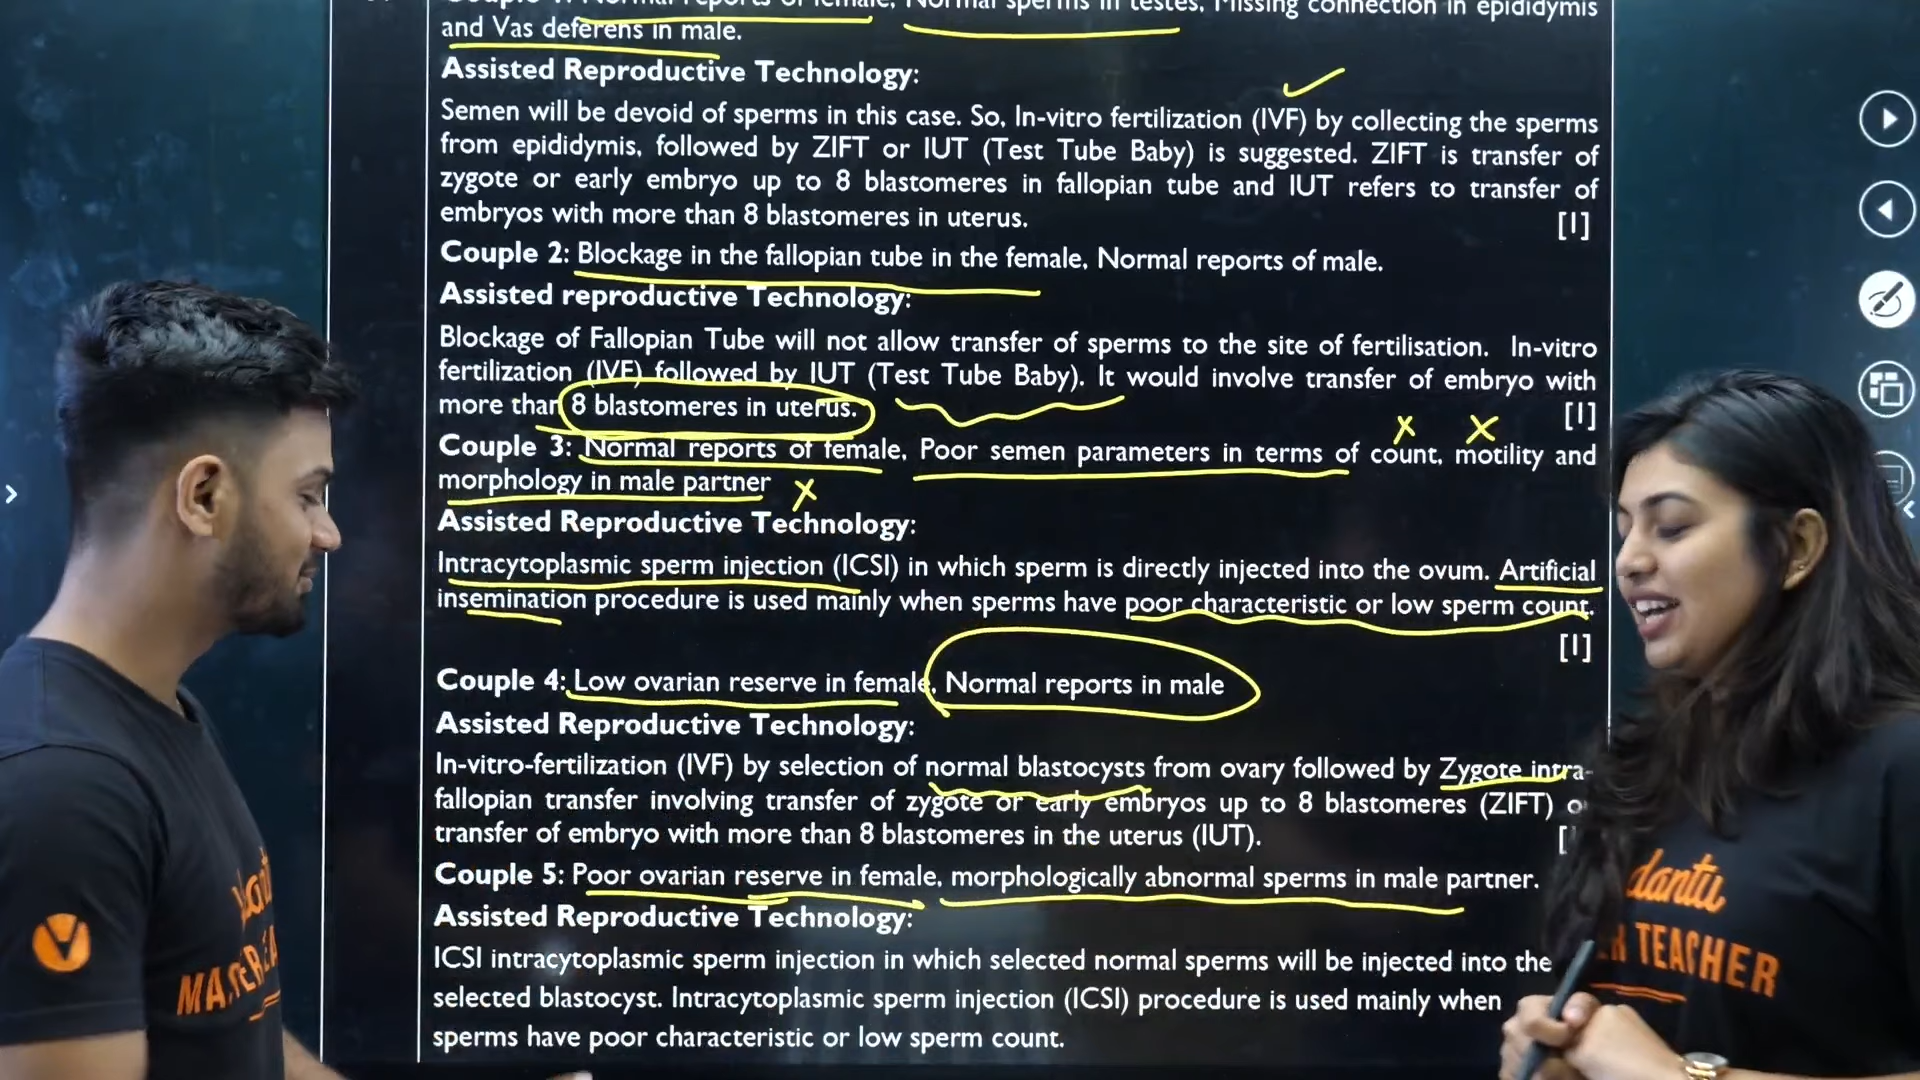 Couple 1: Normal reports of female, Normal sperms in testes, Missing connection in epididymis
and Vas deferens in male.
Assisted Reproductive Technology:
Semen will be devoid of sperms in this case. So, In-vitro fertilization (IVF) by collecting the sperms
from epididymis, followed by ZIFT or IUT (Test Tube Baby) is suggested. ZIFT is transfer of
zygote or early embryo up to 8 blastomeres in fallopian tube and IUT refers to transfer of
embryos with more than 8 blastomeres in uterus. [1]
Couple 2: Blockage in the fallopian tube in the female, Normal reports of male.
Assisted reproductive Technology:
Blockage of Fallopian Tube will not allow transfer of sperms to the site of fertilisation. In-vitro
fertilization (IVF) followed by IUT (Test Tube Baby). It would involve transfer of embryo with
more than 8 blastomeres in uterus. [1]
Couple 3: Normal reports of female, Poor semen parameters in terms of count, motility and
morphology in male partner
Assisted Reproductive Technology:
Intracytoplasmic sperm injection (ICSI) in which sperm is directly injected into the ovum. Artificial
insemination procedure is used mainly when sperms have poor characteristic or low sperm count.
[1]
Couple 4: Low ovarian reserve in female, Normal reports in male
Assisted Reproductive Technology:
In-vitro-fertilization (IVF) by selection of normal blastocysts from ovary followed by Zygote intra-
fallopian transfer involving transfer of zygote or early embryos up to 8 blastomeres (ZIFT) or
transfer of embryo with more than 8 blastomeres in the uterus (IUT).
Couple 5: Poor ovarian reserve in female, morphologically abnormal sperms in male partner.
Assisted Reproductive Technology:
ICSI intracytoplasmic sperm injection in which selected normal sperms will be injected into the
selected blastocyst. Intracytoplasmic sperm injection (ICSI) procedure is used mainly when
sperms have poor characteristic or low sperm count.
TEACHER